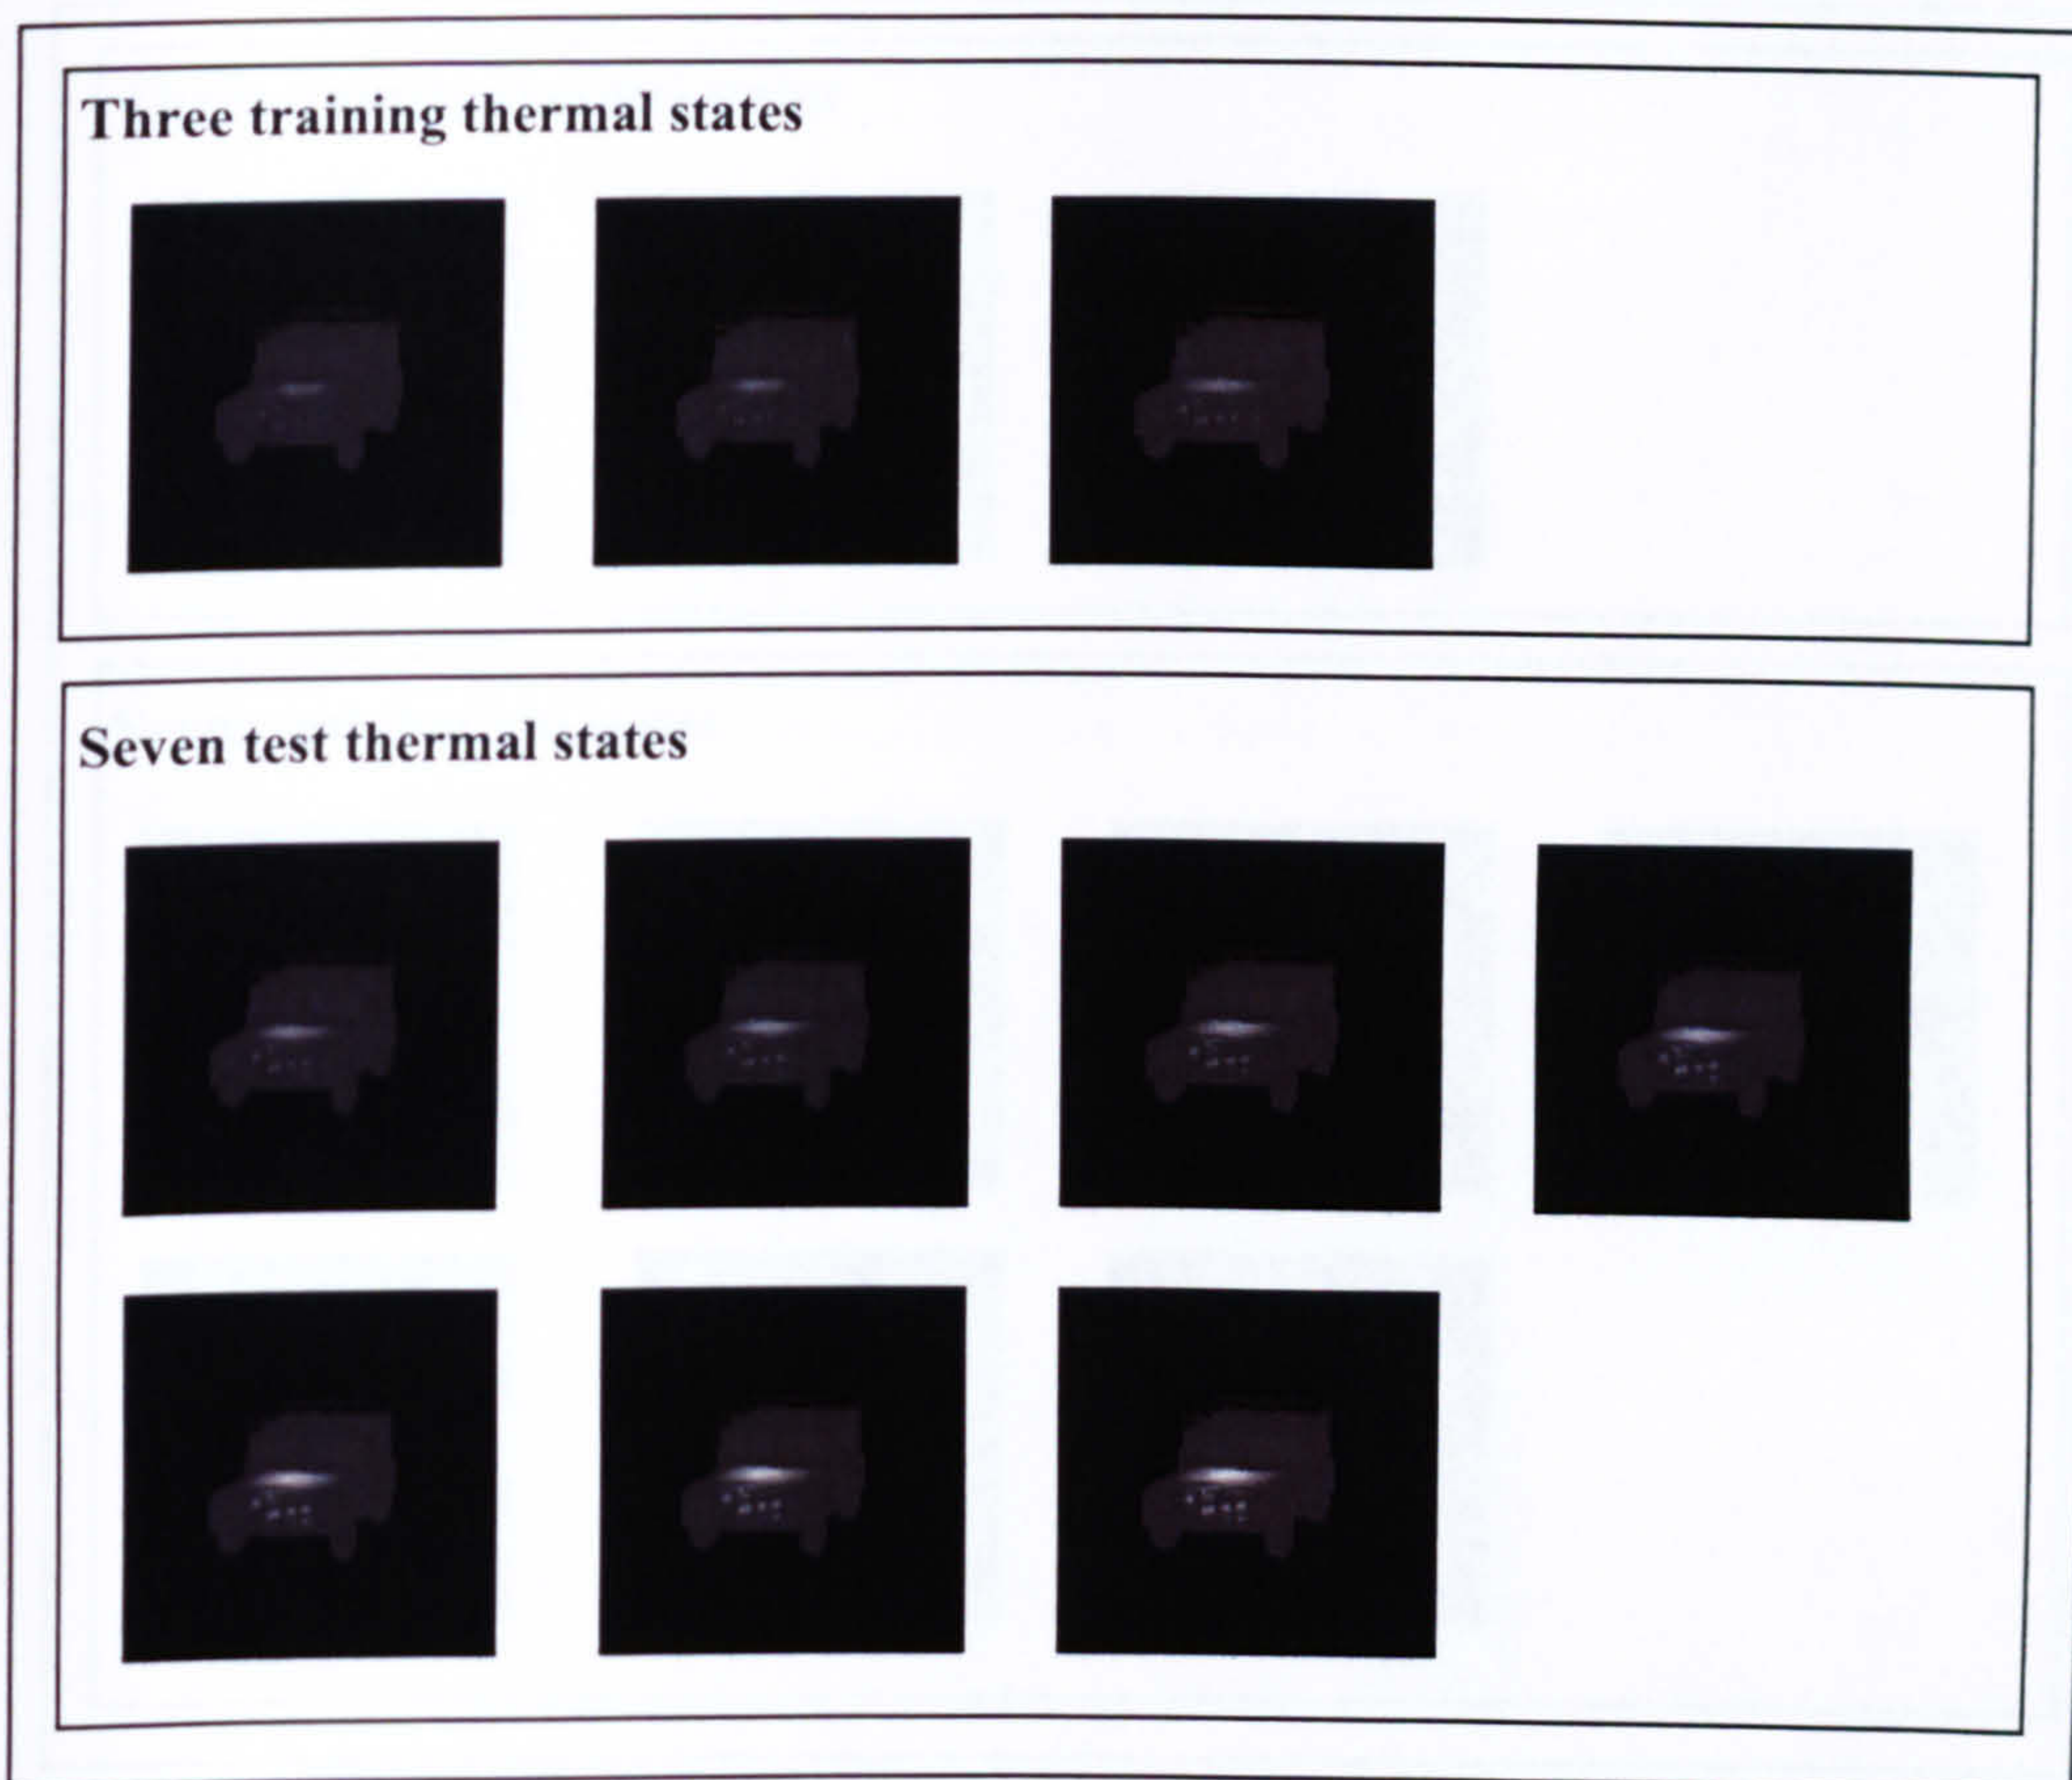 Three training thermal states
Seven test thermal states